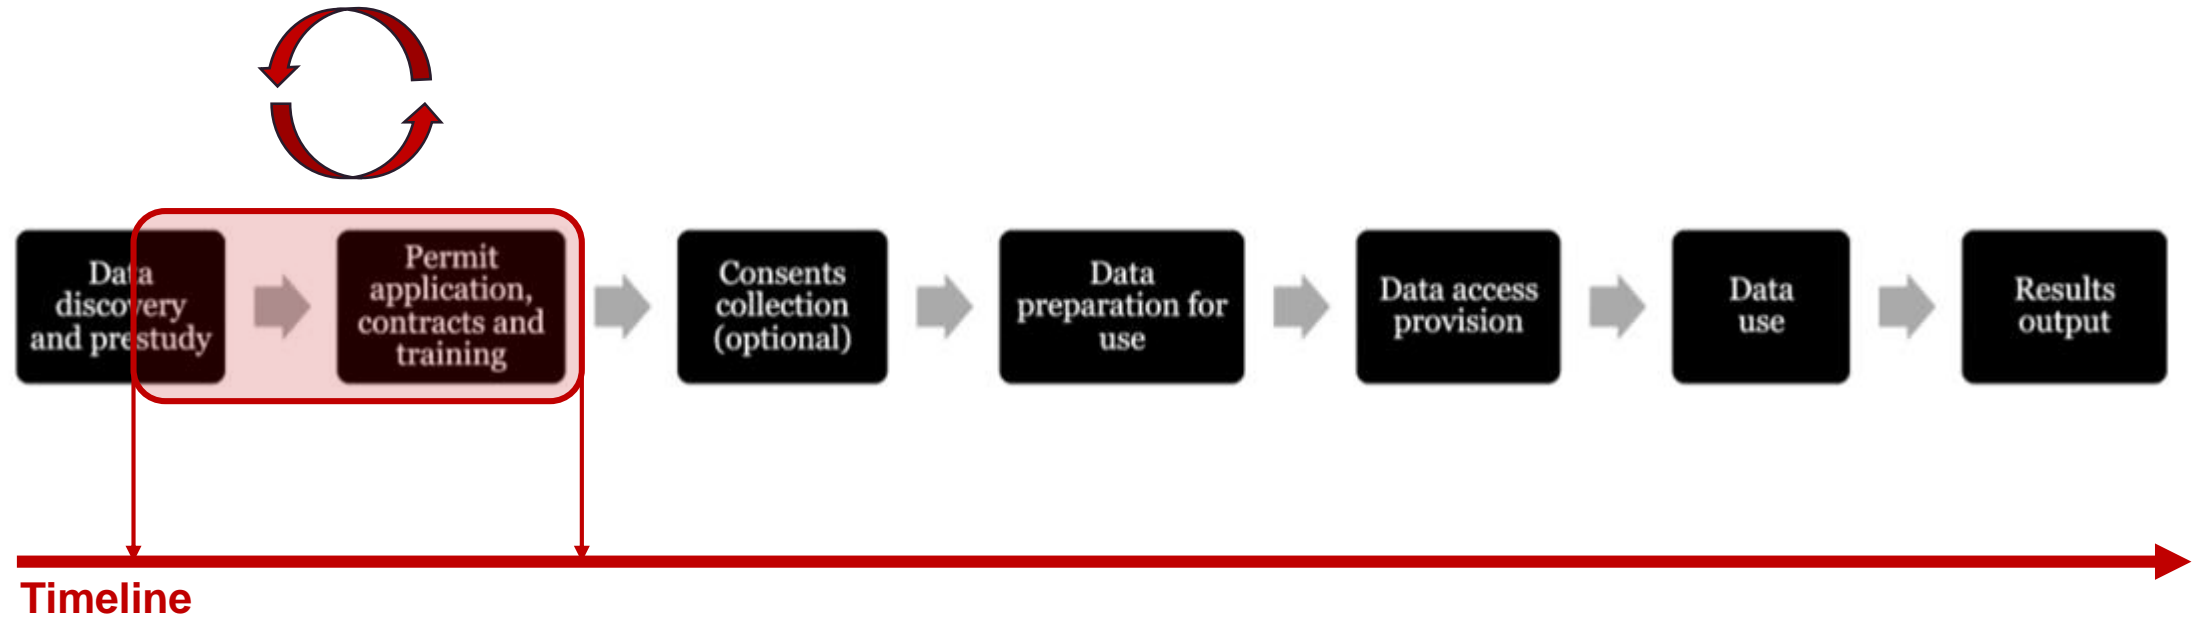 Data
discovery
and prestudy
Permit
application,
contracts and
training
Consents
collection
(optional)
Data
preparation for
use
Data access
provision
Data
use
Results
output
Timeline